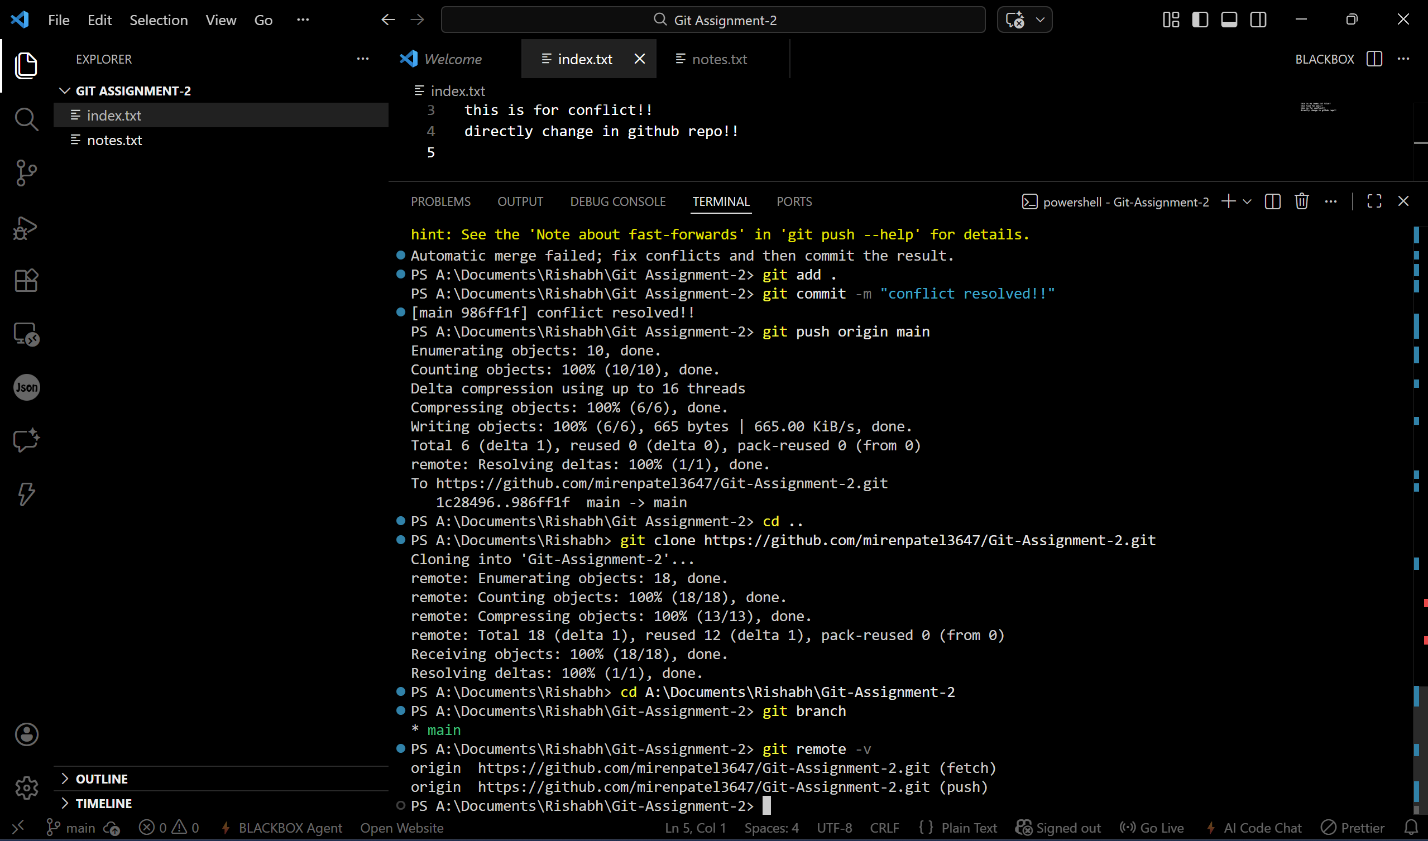 File Edit Selection View Go ··· Git Assignment-2
EXPLORER ···
GIT ASSIGNMENT-2
index.txt
notes.txt
OUTLINE
TIMELINE
Welcome index.txt notes.txt BLACKBOX ···
index.txt
3 this is for conflict!!
4 directly change in github repo!!
5
PROBLEMS OUTPUT DEBUG CONSOLE TERMINAL PORTS powershell - Git-Assignment-2
hint: See the 'Note about fast-forwards' in 'git push --help' for details.
Automatic merge failed; fix conflicts and then commit the result.
PS A:\Documents\Rishabh\Git Assignment-2> git add .
PS A:\Documents\Rishabh\Git Assignment-2> git commit -m "conflict resolved!!"
[main 986ff1f] conflict resolved!!
PS A:\Documents\Rishabh\Git Assignment-2> git push origin main
Enumerating objects: 10, done.
Counting objects: 100% (10/10), done.
Delta compression using up to 16 threads
Compressing objects: 100% (6/6), done.
Writing objects: 100% (6/6), 665 bytes | 665.00 KiB/s, done.
Total 6 (delta 1), reused 0 (delta 0), pack-reused 0 (from 0)
remote: Resolving deltas: 100% (1/1), done.
To https://github.com/mirenpatel3647/Git-Assignment-2.git
1c28496..986ff1f main -> main
PS A:\Documents\Rishabh\Git Assignment-2> cd ..
PS A:\Documents\Rishabh> git clone https://github.com/mirenpatel3647/Git-Assignment-2.git
Cloning into 'Git-Assignment-2'...
remote: Enumerating objects: 18, done.
remote: Counting objects: 100% (18/18), done.
remote: Compressing objects: 100% (13/13), done.
remote: Total 18 (delta 1), reused 12 (delta 1), pack-reused 0 (from 0)
Receiving objects: 100% (18/18), done.
Resolving deltas: 100% (1/1), done.
PS A:\Documents\Rishabh> cd A:\Documents\Rishabh\Git-Assignment-2
PS A:\Documents\Rishabh\Git-Assignment-2> git branch
* main
PS A:\Documents\Rishabh\Git-Assignment-2> git remote -v
origin https://github.com/mirenpatel3647/Git-Assignment-2.git (fetch)
origin https://github.com/mirenpatel3647/Git-Assignment-2.git (push)
PS A:\Documents\Rishabh\Git-Assignment-2>
Json
main 0 0 BLACKBOX Agent Open Website Ln 5, Col 1 Spaces: 4 UTF-8 CRLF {} Plain Text Signed out Go Live AI Code Chat Prettier